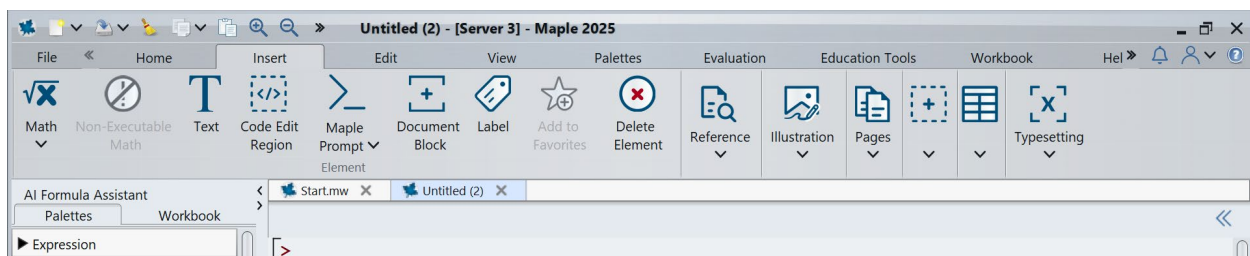 Untitled (2) - [Server 3] - Maple 2025
File Home Insert Edit View Palettes Evaluation Education Tools Workbook Hel
Math Non-Executable Math Text Code Edit Region Maple Prompt Document Block Label Add to Favorites Delete Element Reference Illustration Pages Typesetting
Element
AI Formula Assistant
Start.mw Untitled (2)
Palettes Workbook
Expression
>